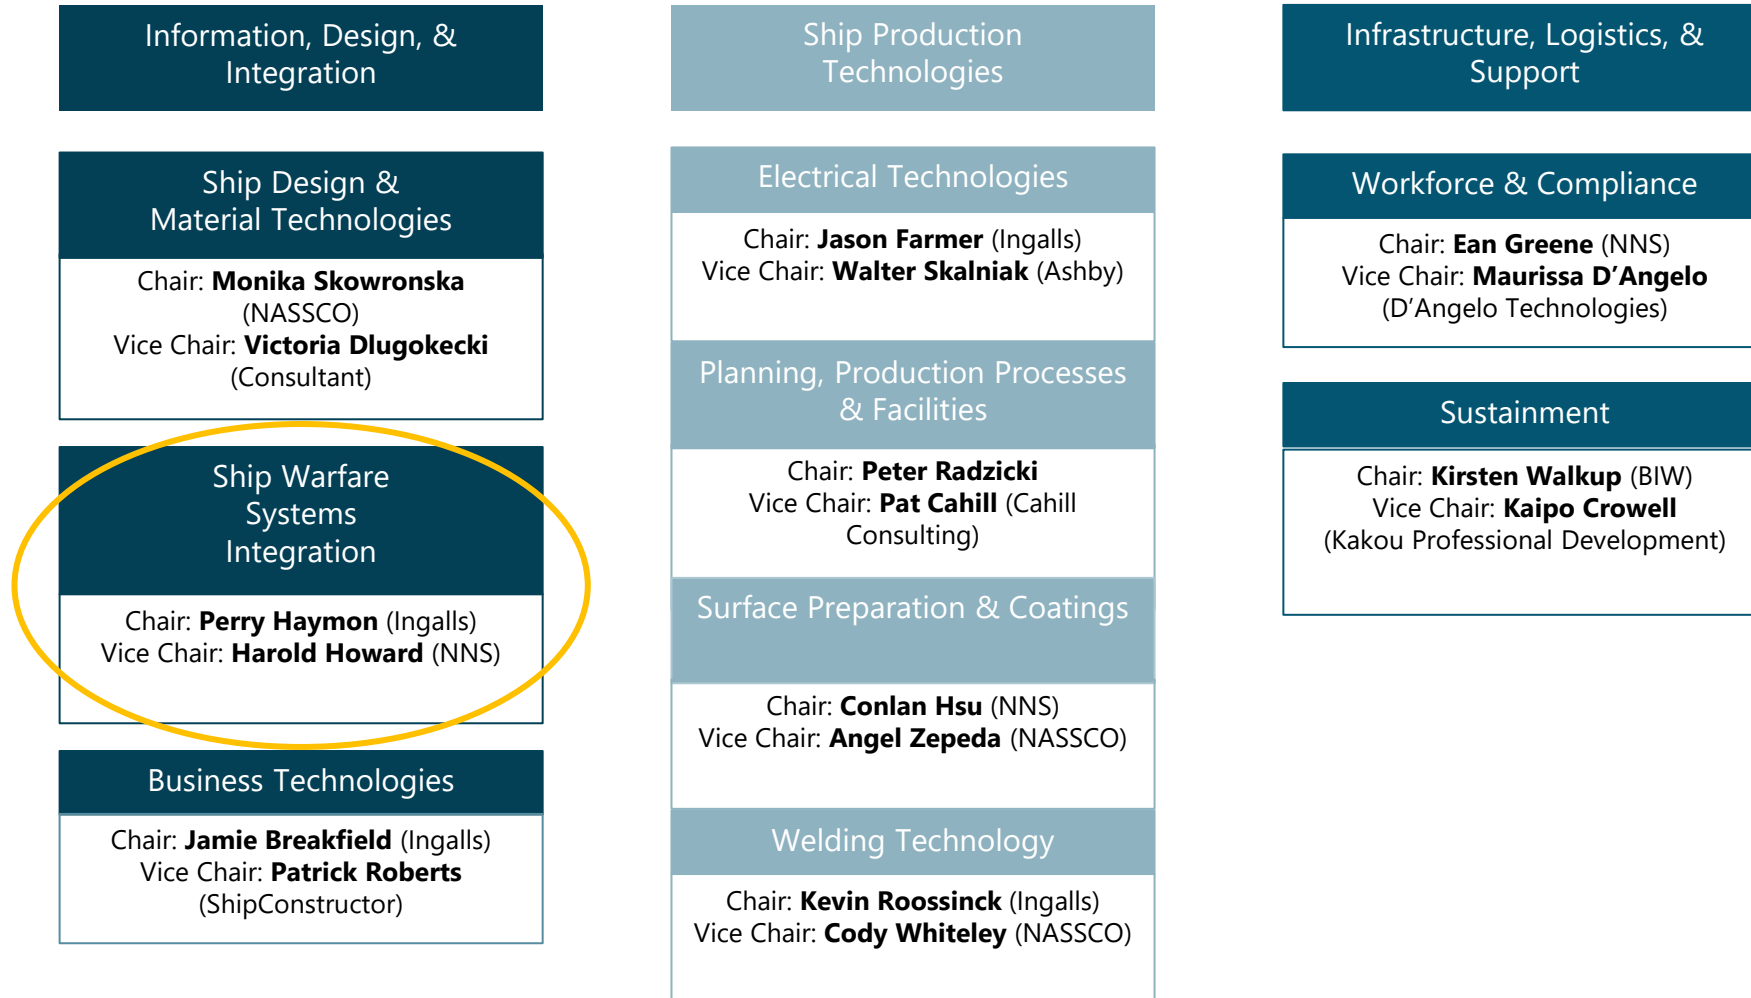 Information, Design, &
Integration
Ship Design &
Material Technologies
Chair: Monika Skowronska
(NASSCO)
Vice Chair: Victoria Dlugokecki
(Consultant)
Ship Warfare
Systems
Integration
Chair: Perry Haymon (Ingalls)
Vice Chair: Harold Howard (NNS)
Business Technologies
Chair: Jamie Breakfield (Ingalls)
Vice Chair: Patrick Roberts
(ShipConstructor)
Ship Production
Technologies
Electrical Technologies
Chair: Jason Farmer (Ingalls)
Vice Chair: Walter Skalniak (Ashby)
Planning, Production Processes
& Facilities
Chair: Peter Radzicki
Vice Chair: Pat Cahill (Cahill
Consulting)
Surface Preparation & Coatings
Chair: Conlan Hsu (NNS)
Vice Chair: Angel Zepeda (NASSCO)
Welding Technology
Chair: Kevin Roossinck (Ingalls)
Vice Chair: Cody Whiteley (NASSCO)
Infrastructure, Logistics, &
Support
Workforce & Compliance
Chair: Ean Greene (NNS)
Vice Chair: Maurissa D’Angelo
(D’Angelo Technologies)
Sustainment
Chair: Kirsten Walkup (BIW)
Vice Chair: Kaipo Crowell
(Kakou Professional Development)